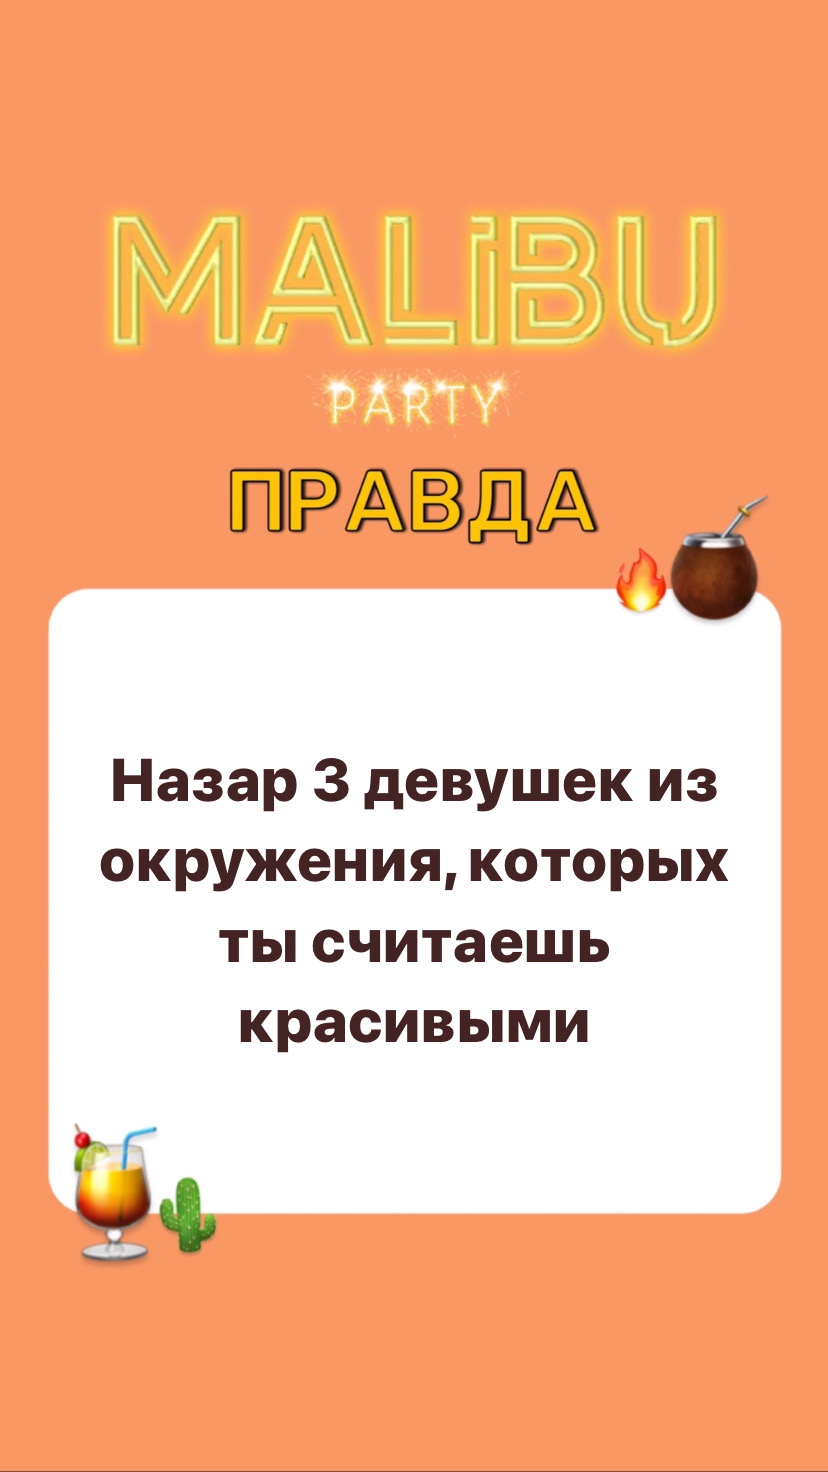 MALIBU
PARTY
ПРАВДА
Назар 3 девушек из
окружения, которых
ты считаешь
красивыми